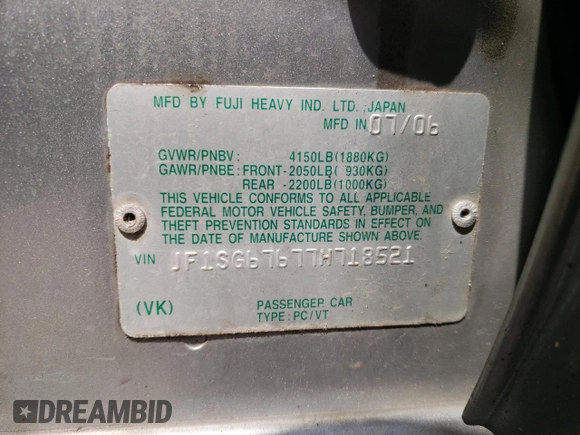 MFD BY FUJI HEAVY IND. LTD. JAPAN
MFD IN 07/06
GVWR/PNBV: 4150LB(1880KG)
GAWR/PNBE: FRONT-2050LB( 930KG)
REAR -2200LB(1000KG)
THIS VEHICLE CONFORMS TO ALL APPLICABLE
FEDERAL MOTOR VEHICLE SAFETY, BUMPER, AND
THEFT PREVENTION STANDARDS IN EFFECT ON
THE DATE OF MANUFACTURE SHOWN ABOVE.
VIN JF1SG67677H718521
(VK) PASSENGER CAR
TYPE: PC/VT
DREAMBID